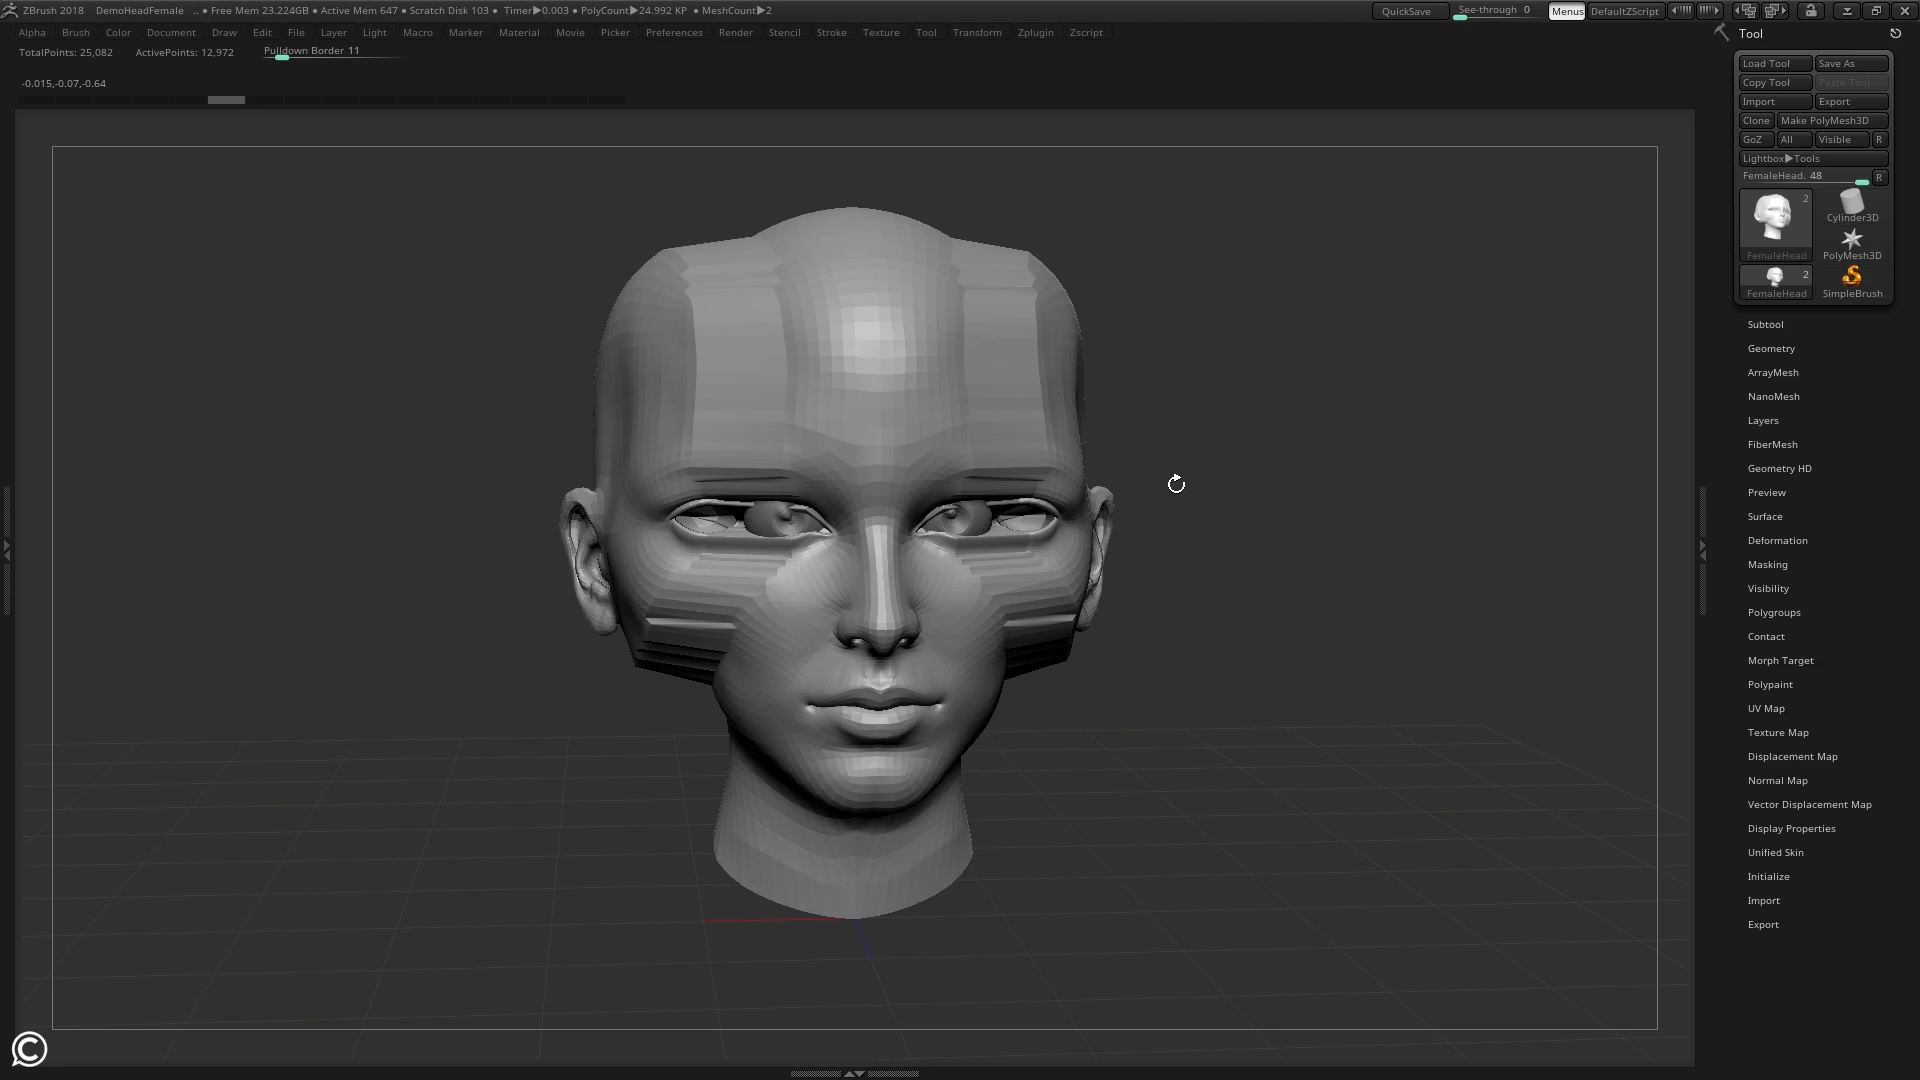 ZBrush 2018 DemoHeadFemale .. ● Free Mem 23.224GB ● Active Mem 647 ● Scratch Disk 103 ● Timer▶0.003 ● PolyCount▶24.992 KP ● MeshCount▶2 QuickSave See-through 0 Menus DefaultZScript
Alpha Brush Color Document Draw Edit File Layer Light Macro Marker Material Movie Picker Preferences Render Stencil Stroke Texture Tool Transform Zplugin Zscript
Tool
TotalPoints: 25,082 ActivePoints: 12,972 Pulldown Border 11
-0.015,-0.07,-0.64
Load Tool Save As
Copy Tool Paste Tool
Import Export
Clone Make PolyMesh3D
GoZ All Visible R
Lightbox▶Tools
FemaleHead. 48 R
2
Cylinder3D
FemaleHead PolyMesh3D
2
FemaleHead SimpleBrush
Subtool
Geometry
ArrayMesh
NanoMesh
Layers
FiberMesh
Geometry HD
Preview
Surface
Deformation
Masking
Visibility
Polygroups
Contact
Morph Target
Polypaint
UV Map
Texture Map
Displacement Map
Normal Map
Vector Displacement Map
Display Properties
Unified Skin
Initialize
Import
Export